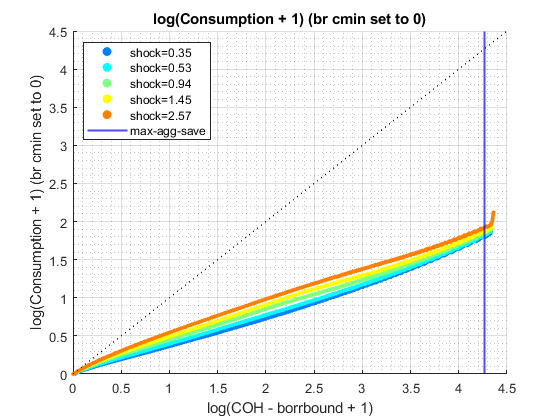 log(Consumption + 1) (br cmin set to 0)
log(Consumption + 1) (br cmin set to 0)
4.5
4
3.5
3
2.5
2
1.5
1
0.5
0
shock=0.35
shock=0.53
shock=0.94
shock=1.45
shock=2.57
max-agg-save
0 0.5 1 1.5 2 2.5 3 3.5 4 4.5
log(COH - borrbound + 1)